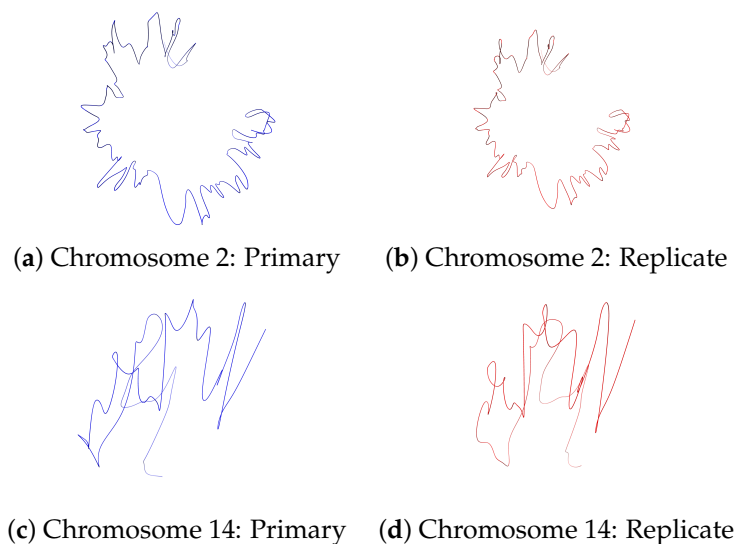 (a) Chromosome 2: Primary
(b) Chromosome 2: Replicate
(c) Chromosome 14: Primary
(d) Chromosome 14: Replicate